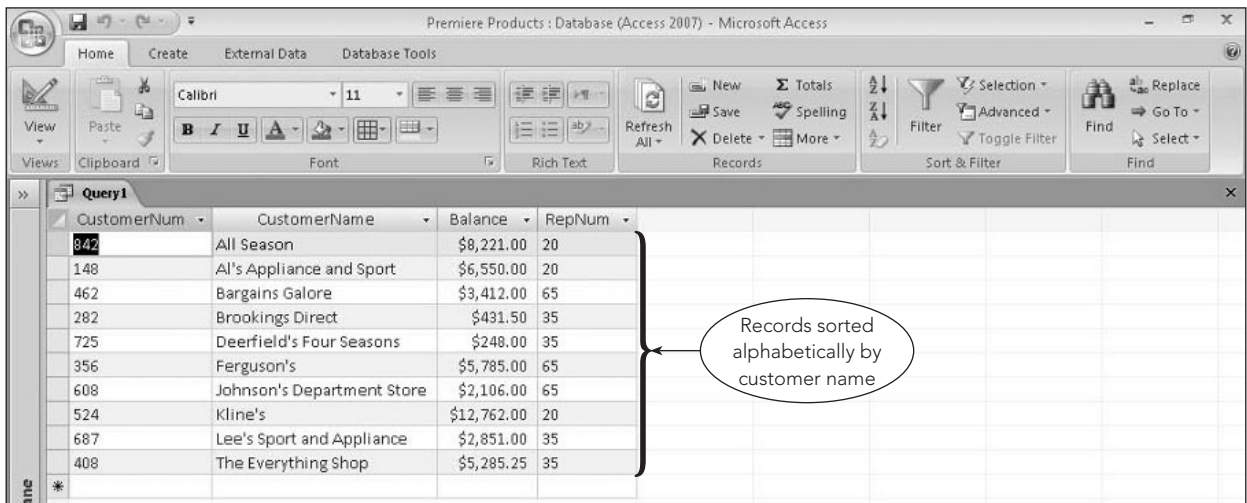 Premiere Products : Database (Access 2007) - Microsoft Access
Home Create External Data Database Tools
View
Views
Paste
Clipboard
Calibri 11
B I U A
Font
Rich Text
Refresh All
New
Save
Delete
Σ Totals
Spelling
More
Records
Filter
Selection
Advanced
Toggle Filter
Sort & Filter
Find
Replace
Go To
Select
Find
» Query1
CustomerNum CustomerName Balance RepNum
842 All Season $8,221.00 20
148 Al's Appliance and Sport $6,550.00 20
462 Bargains Galore $3,412.00 65
282 Brookings Direct $431.50 35
725 Deerfield's Four Seasons $248.00 35
356 Ferguson's $5,785.00 65
608 Johnson's Department Store $2,106.00 65
524 Kline's $12,762.00 20
687 Lee's Sport and Appliance $2,851.00 35
408 The Everything Shop $5,285.25 35
*
Records sorted
alphabetically by
customer name